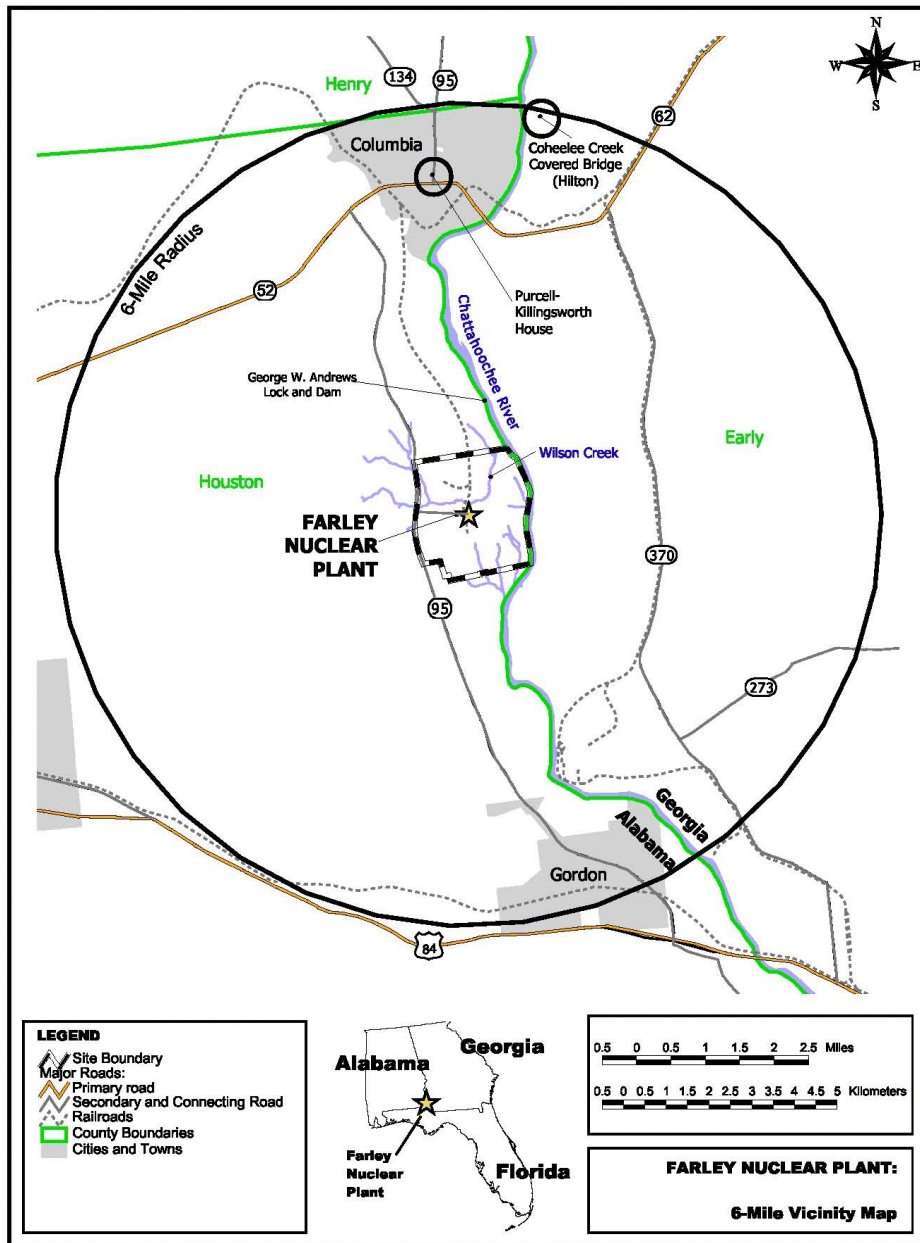 N
W
E
S
134
95
Henry
62
Columbia
Coheelee Creek
Covered Bridge
(Hilton)
6-Mile Radius
52
Purcell-
Killingsworth
House
Chattahoochee River
George W. Andrews
Lock and Dam
Early
Wilson Creek
Houston
FARLEY
NUCLEAR
PLANT
370
95
273
Georgia
Alabama
Gordon
84
LEGEND
Site Boundary
Major Roads:
Primary road
Secondary and Connecting Road
Railroads
County Boundaries
Cities and Towns
Alabama
Georgia
Farley
Nuclear
Plant
Florida
0.5 0 0.5 1 1.5 2 2.5 Miles
0.5 0 0.5 1 1.5 2 2.5 3 3.5 4 4.5 5 Kilometers
FARLEY NUCLEAR PLANT:
6-Mile Vicinity Map